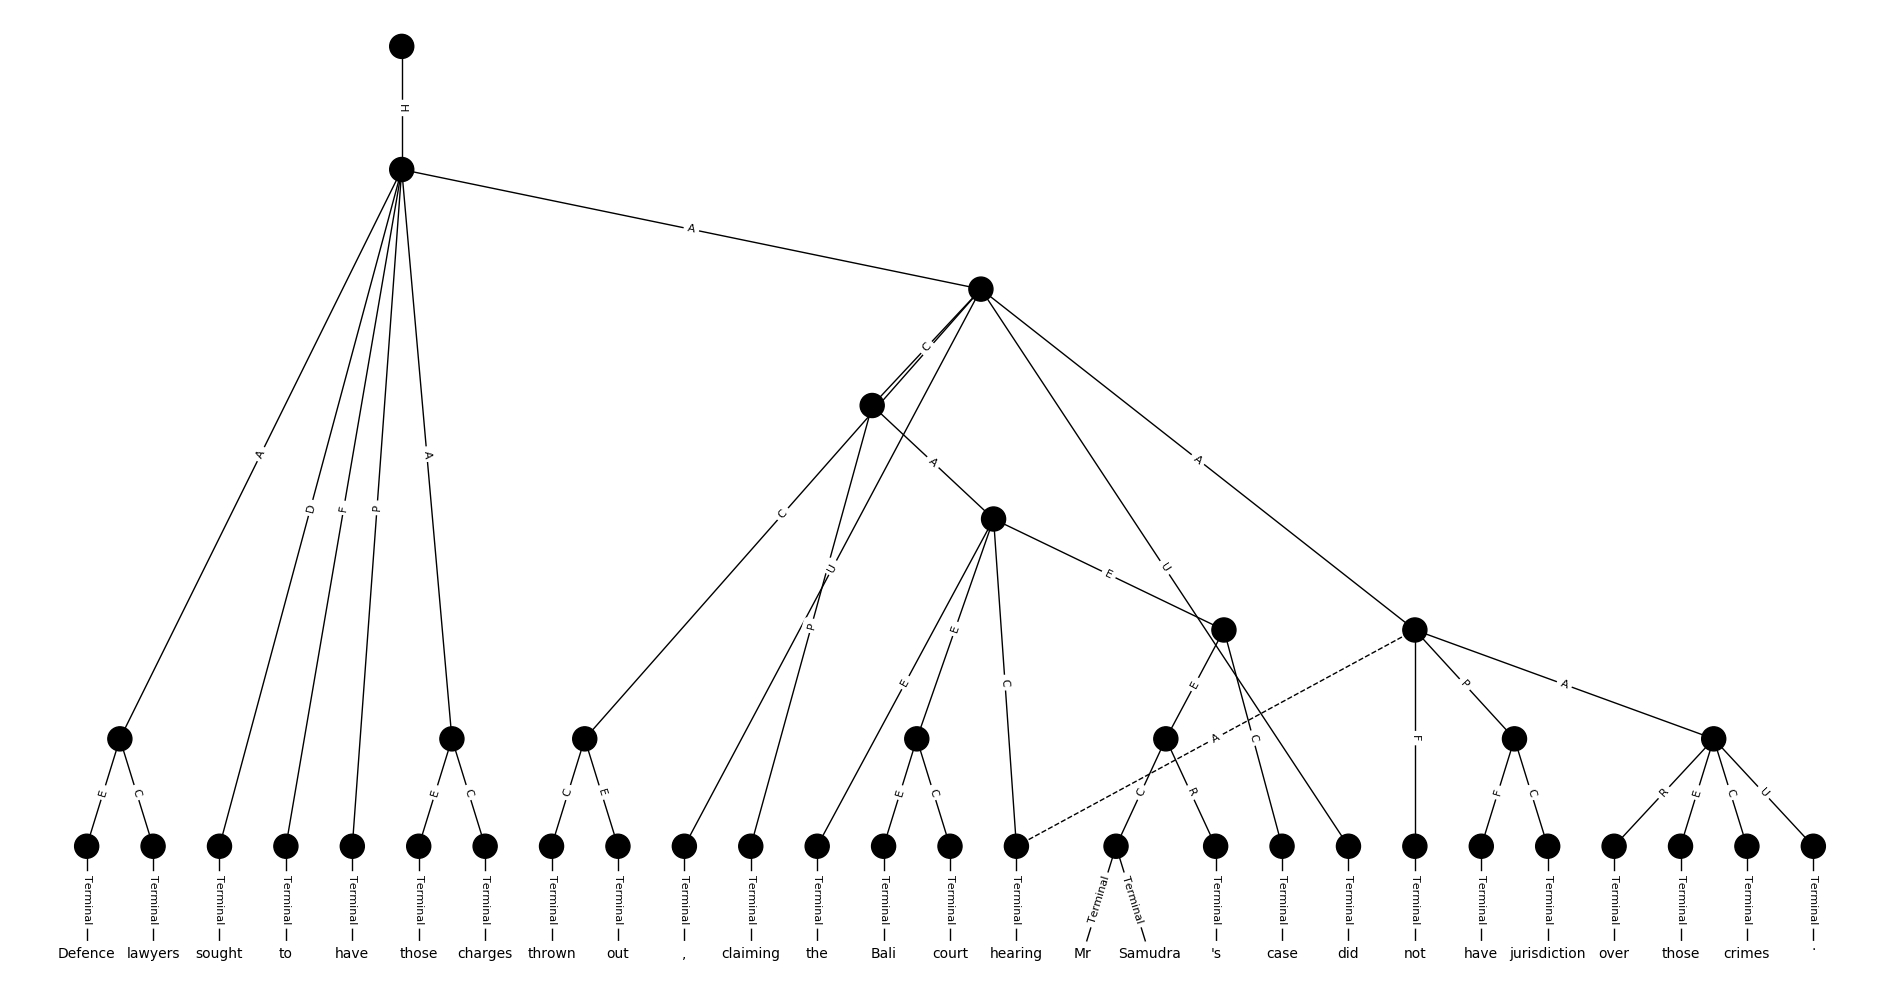 H
A
C
A
A
A
D
F
P
A
C
U
P
U
E
E
E
E
C
E
C
A
F
P
A
E
C
E
C
C
E
E
C
C
R
F
C
R
E
C
U
Terminal Terminal Terminal Terminal Terminal Terminal Terminal Terminal Terminal Terminal Terminal Terminal Terminal Terminal Terminal Terminal Terminal Terminal Terminal Terminal Terminal Terminal Terminal Terminal Terminal Terminal Terminal
Defence lawyers sought to have those charges thrown out , claiming the Bali court hearing Mr Samudra 's case did not have jurisdiction over those crimes .